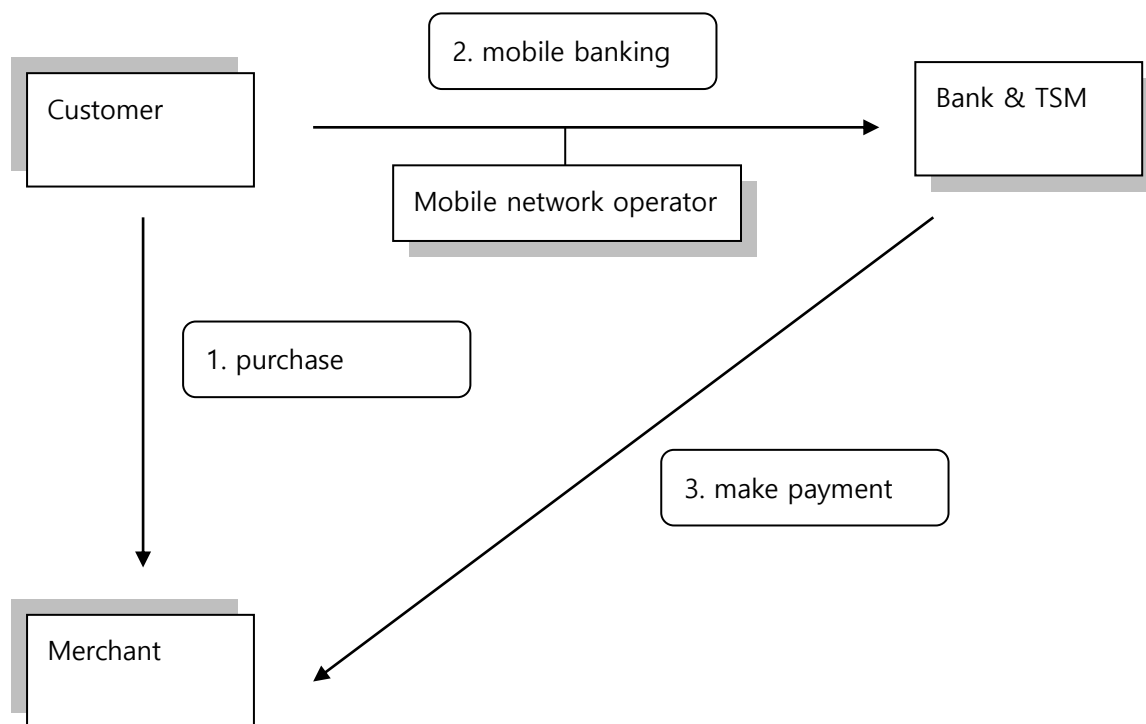 2. mobile banking
Customer
Bank & TSM
Mobile network operator
1. purchase
3. make payment
Merchant